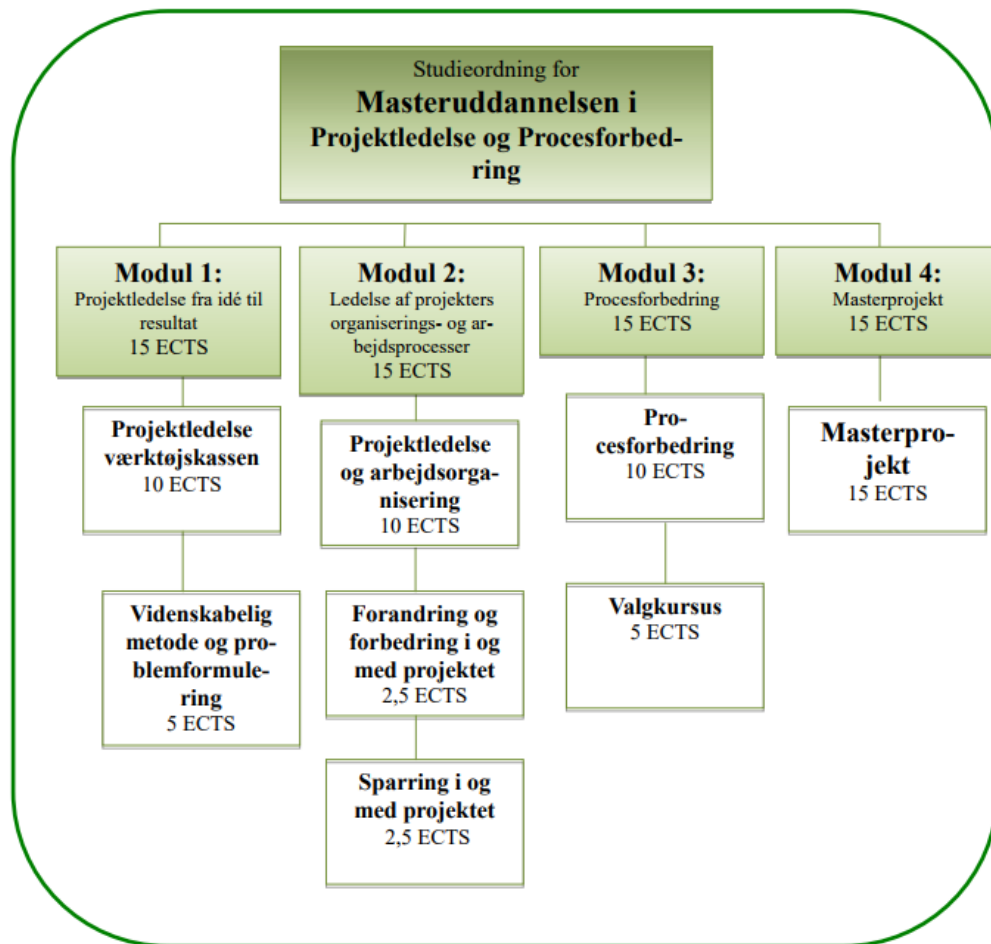 Studieordning for
Masteruddannelsen i
Projektledelse og Procesforbed-
ring
Modul 1:
Projektledelse fra idé til
resultat
15 ECTS
Projektledelse
værktøjskassen
10 ECTS
Videnskabelig
metode og pro-
blemformule-
ring
5 ECTS
Modul 2:
Ledelse af projekters
organiserings- og ar-
bejdsprocesser
15 ECTS
Projektledelse
og arbejdsorga-
nisering
10 ECTS
Forandring og
forbedring i og
med projektet
2,5 ECTS
Sparring i og
med projektet
2,5 ECTS
Modul 3:
Procesforbedring
15 ECTS
Pro-
cesforbedring
10 ECTS
Valgkursus
5 ECTS
Modul 4:
Masterprojekt
15 ECTS
Masterpro-
jekt
15 ECTS